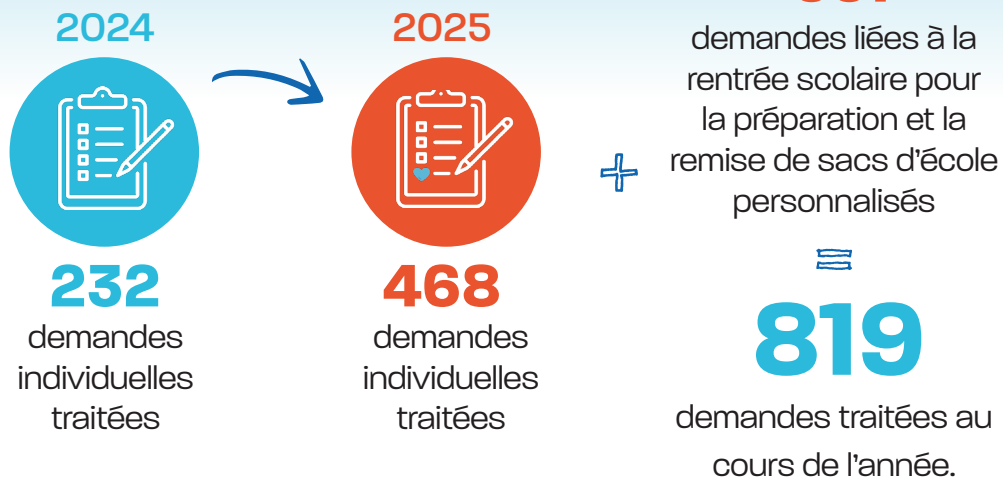 2024
232
demandes
individuelles
traitées
2025
468
demandes
individuelles
traitées
+
demandes liées à la
rentrée scolaire pour
la préparation et la
remise de sacs d'école
personnalisés
=
819
demandes traitées au
cours de l'année.